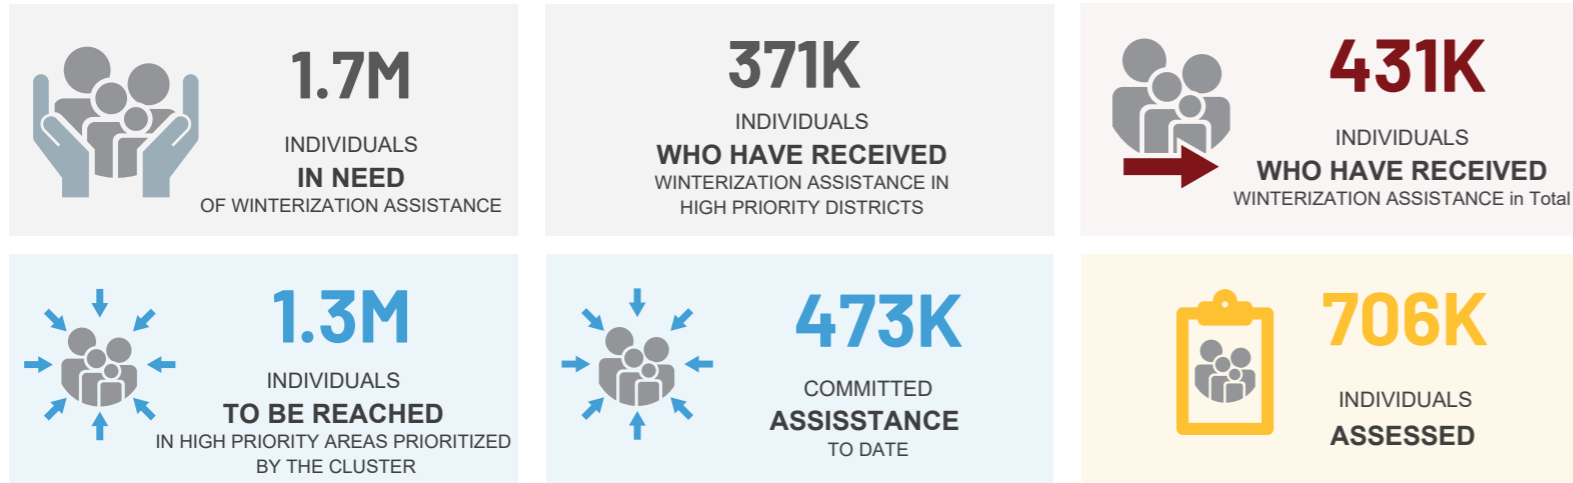 1.7M
INDIVIDUALS
IN NEED
OF WINTERIZATION ASSISTANCE
371K
INDIVIDUALS
WHO HAVE RECEIVED
WINTERIZATION ASSISTANCE IN
HIGH PRIORITY DISTRICTS
431K
INDIVIDUALS
WHO HAVE RECEIVED
WINTERIZATION ASSISTANCE in Total
1.3M
INDIVIDUALS
TO BE REACHED
IN HIGH PRIORITY AREAS PRIORITIZED
BY THE CLUSTER
473K
COMMITTED
ASSISSTANCE
TO DATE
706K
INDIVIDUALS
ASSESSED